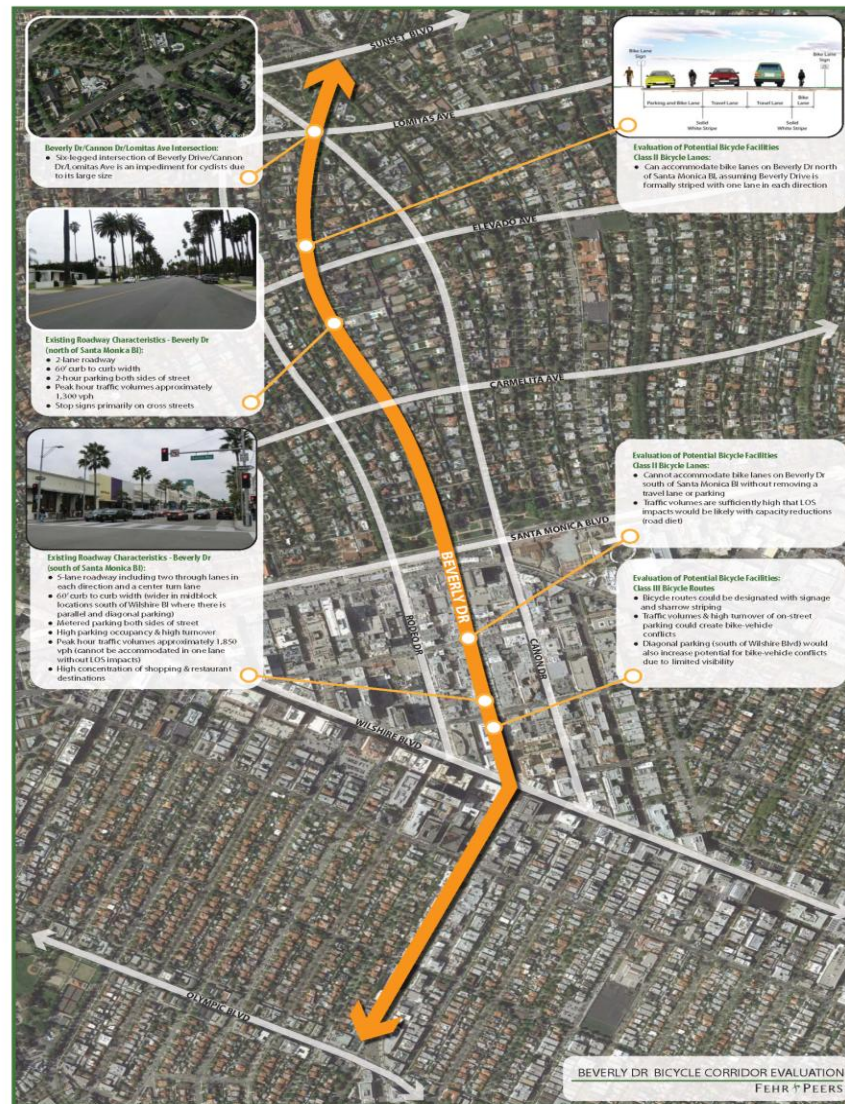 SUNSET BLVD
LOMITAS AVE
ELEVADO AVE
CARMELITA AVE
SANTA MONICA BLVD
BEVERLY DR
RODEO DR
CANON DR
WILSHIRE BLVD
OLYMPIC BLVD
Beverly Dr/Cannon Dr/Lomitas Ave Intersection:
• Six-legged intersection of Beverly Drive/Cannon
Dr/Lomitas Ave is an impediment for cyclists due
to its large size
Existing Roadway Characteristics - Beverly Dr
(north of Santa Monica Bl):
• 2-lane roadway
• 60' curb to curb width
• 2-hour parking both sides of street
• Peak hour traffic volumes approximately
1,300 vph
• Stop signs primarily on cross streets
Existing Roadway Characteristics - Beverly Dr
(south of Santa Monica Bl):
• 5-lane roadway including two through lanes in
each direction and a center turn lane
• 60' curb to curb width (wider in midblock
locations south of Wilshire Bl where there is
parallel and diagonal parking)
• Metered parking both sides of street
• High parking occupancy & high turnover
• Peak hour traffic volumes approximately 1,850
vph (cannot be accommodated in one lane
without LOS impacts)
• High concentration of shopping & restaurant
destinations
Bike Lane
Sign
Bike Lane
Sign
Parking and Bike Lane
Travel Lane
Travel Lane
Bike
Lane
Solid
White Stripe
Solid
White Stripe
Evaluation of Potential Bicycle Facilities
Class II Bicycle Lanes:
• Can accommodate bike lanes on Beverly Dr north
of Santa Monica Bl, assuming Beverly Drive is
formally striped with one lane in each direction
Evaluation of Potential Bicycle Facilities
Class II Bicycle Lanes:
• Cannot accommodate bike lanes on Beverly Dr
south of Santa Monica Bl without removing a
travel lane or parking
• Traffic volumes are sufficiently high that LOS
impacts would be likely with capacity reductions
(road diet)
Evaluation of Potential Bicycle Facilities:
Class III Bicycle Routes
• Bicycle routes could be designated with signage
and sharrow striping
• Traffic volumes & high turnover of on-street
parking could create bike-vehicle
conflicts
• Diagonal parking (south of Wilshire Blvd) would
also increase potential for bike-vehicle conflicts
due to limited visibility
BEVERLY DR BICYCLE CORRIDOR EVALUATION
FEHR & PEERS